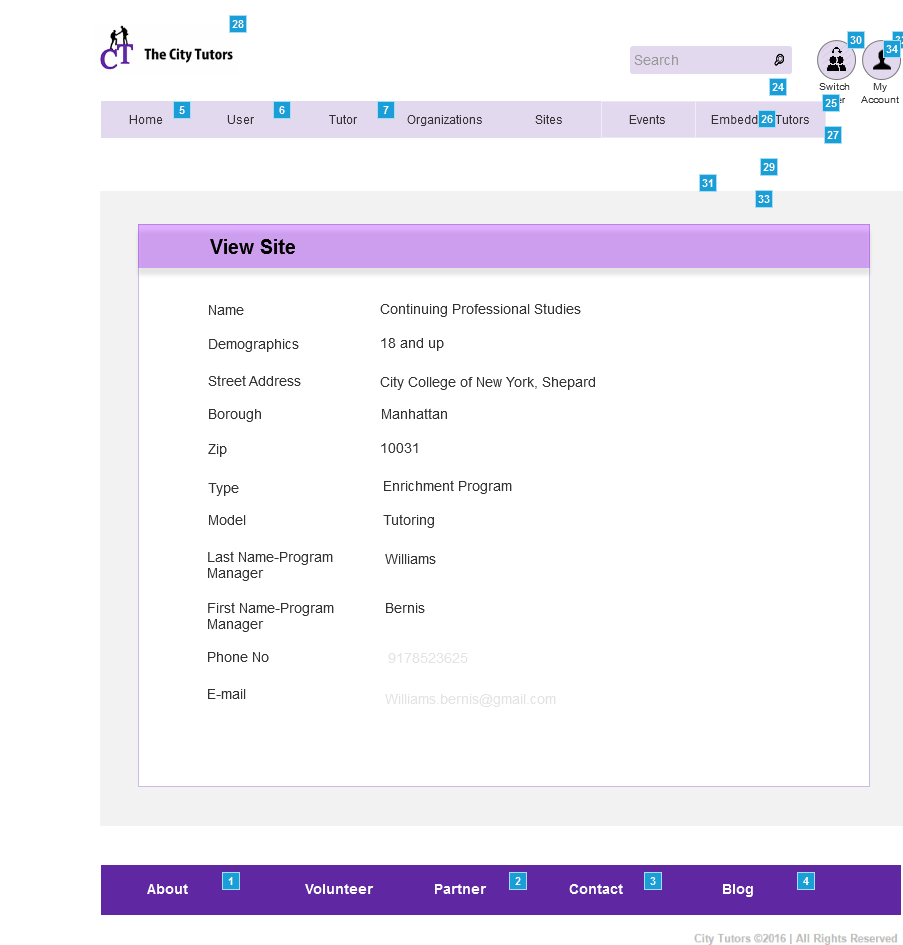 28
CT The City Tutors
Search
30
34
24
Switch
My
Account
25
5
6
7
Home
User
Tutor
Organizations
Sites
Events
26
Tutors
27
29
31
33
View Site
Name Continuing Professional Studies
Demographics 18 and up
Street Address City College of New York, Shepard
Borough Manhattan
Zip 10031
Type Enrichment Program
Model Tutoring
Last Name-Program
Manager
Williams
First Name-Program
Manager
Bernis
Phone No 9178523625
E-mail Williams.bernis@gmail.com
About 1 Volunteer Partner 2 Contact 3 Blog 4
City Tutors ©2016 | All Rights Reserved